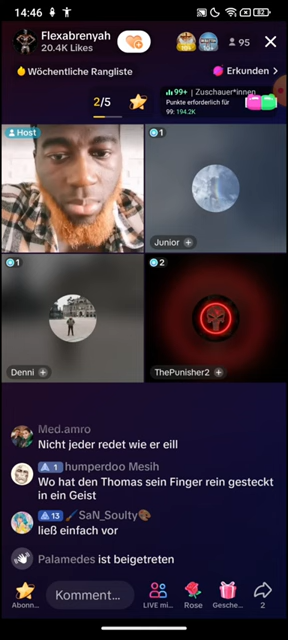 14:46
82
Flexabrenyah
20.4K Likes
95
Wöchentliche Rangliste
Erkunden >
2/5
99+ | Zuschauer*innen
Punkte erforderlich für
99: 194.2K
Host
1
Junior +
1
2
Denni +
ThePunisher2 +
Med.amro
Nicht jeder redet wie er eill
1 humperdoo Mesih
Wo hat den Thomas sein Finger rein gesteckt
in ein Geist
13 SaN_Soulty
ließ einfach vor
Palamedes ist beigetreten
Komment...
Abonn...
LIVE mi...
Rose
Gesche...
2